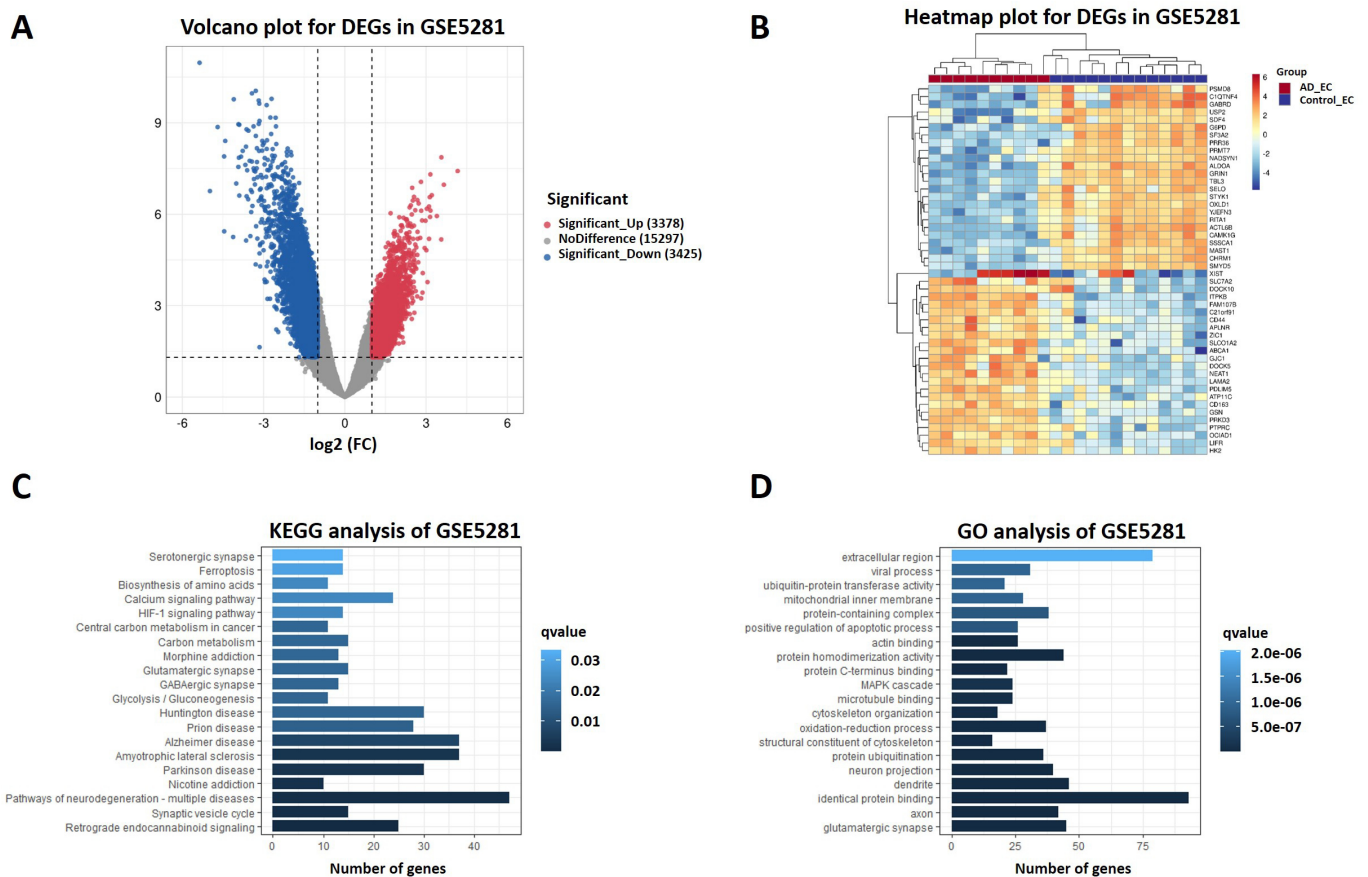 A
Volcano plot for DEGs in GSE5281
9
6
3
0
-6
-3
0
3
6
log2 (FC)
Significant
Significant_Up (3378)
NoDifference (15297)
Significant_Down (3425)
B
Heatmap plot for DEGs in GSE5281
6
4
2
0
-2
-4
Group
AD_EC
Control_EC
PSMD8
C1QTNF4
GABRD
USP2
SDF4
G6PD
SF3A2
PRR36
PRMT7
NADSYN1
ALDOA
GRIN1
TBL3
SELO
STYK1
OXLD1
YJEFN3
RITA1
ACTL6B
CAMK1G
SSSCA1
MAST1
CHRM1
SMYD5
XIST
SLC7A2
DOCK10
ITPKB
FAM107B
C21orf91
CD44
APLNR
ZIC1
SLCO1A2
ABCA1
GJC1
DOCK5
NEAT1
LAMA2
PDLIM5
ATP11C
CD163
GSN
PRKD3
PTPRC
OCIAD1
LIFR
HK2
C
KEGG analysis of GSE5281
Serotonergic synapse
Ferroptosis
Biosynthesis of amino acids
Calcium signaling pathway
HIF-1 signaling pathway
Central carbon metabolism in cancer
Carbon metabolism
Morphine addiction
Glutamatergic synapse
GABAergic synapse
Glycolysis / Gluconeogenesis
Huntington disease
Prion disease
Alzheimer disease
Amyotrophic lateral sclerosis
Parkinson disease
Nicotine addiction
Pathways of neurodegeneration - multiple diseases
Synaptic vesicle cycle
Retrograde endocannabinoid signaling
0
10
20
30
40
Number of genes
qvalue
0.03
0.02
0.01
D
GO analysis of GSE5281
extracellular region
viral process
ubiquitin-protein transferase activity
mitochondrial inner membrane
protein-containing complex
positive regulation of apoptotic process
actin binding
protein homodimerization activity
protein C-terminus binding
MAPK cascade
microtubule binding
cytoskeleton organization
oxidation-reduction process
structural constituent of cytoskeleton
protein ubiquitination
neuron projection
dendrite
identical protein binding
axon
glutamatergic synapse
0
25
50
75
Number of genes
qvalue
2.0e-06
1.5e-06
1.0e-06
5.0e-07